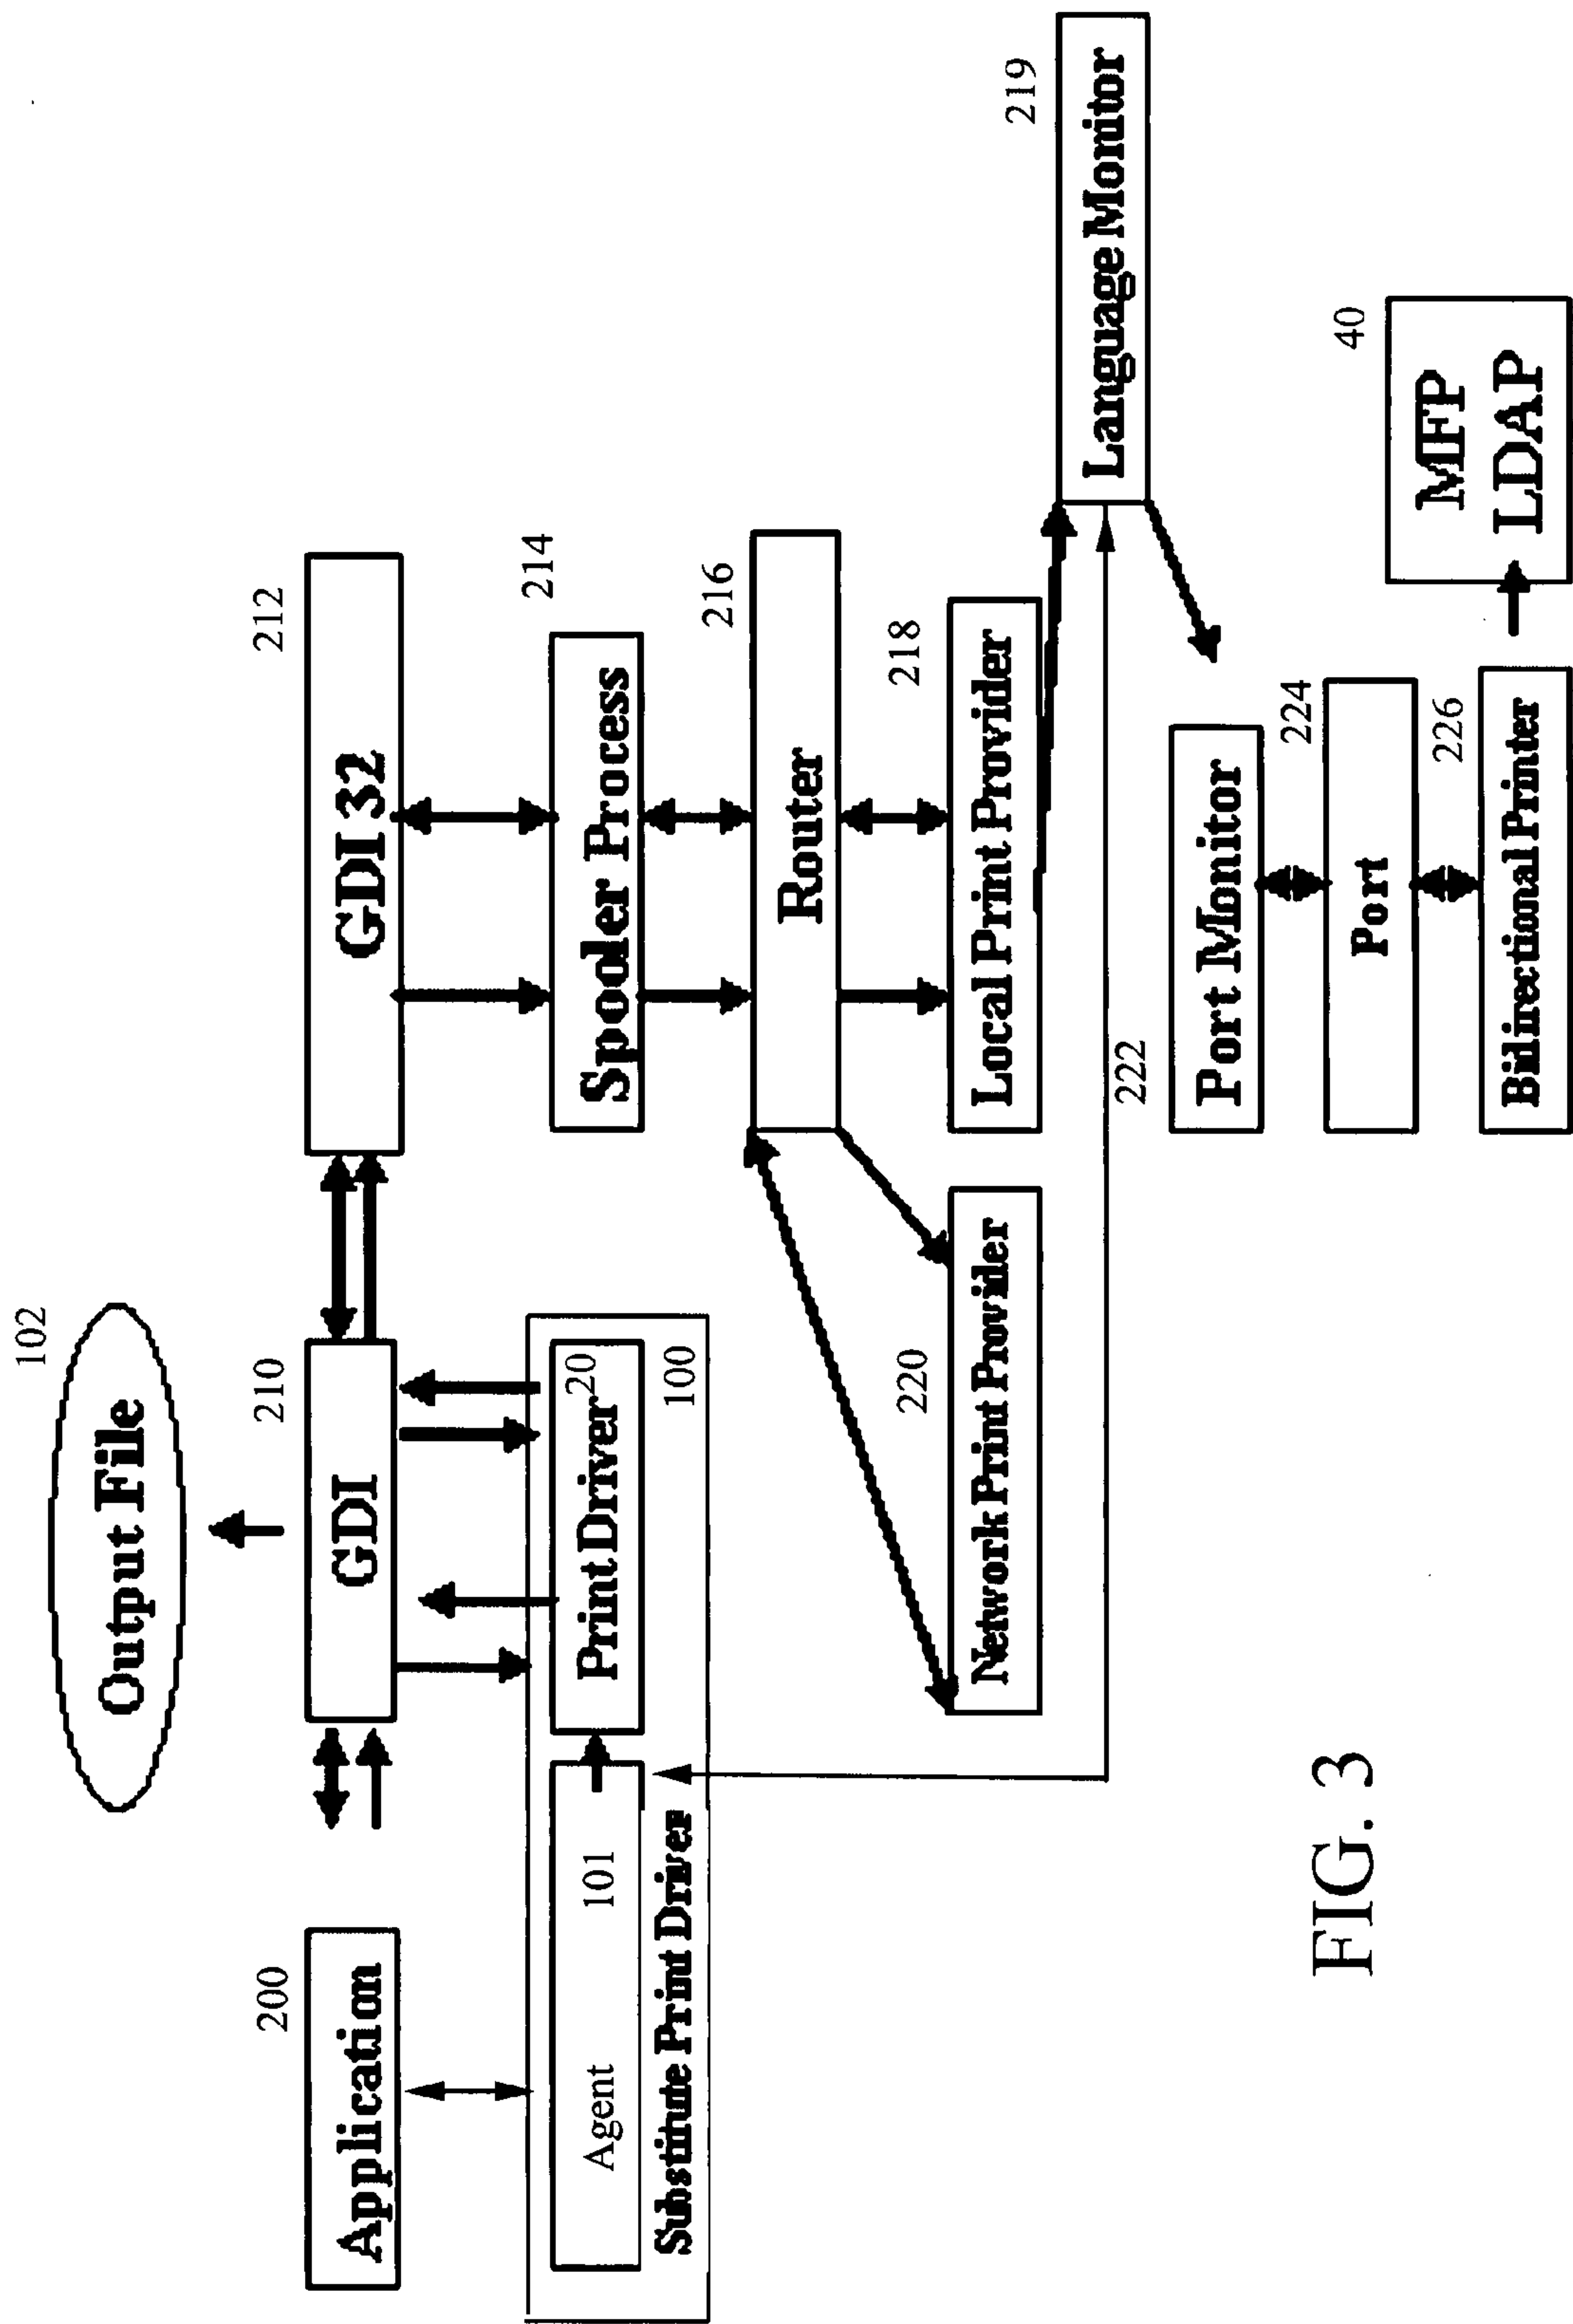 102
Output File
200
Application
210
GDI
212
GDI 32
Agent
101
Print Driver
20
Substitute Print Driver
100
214
Spooler Process
216
Router
220
Network Print Provider
218
Local Print Provider
219
Language Monitor
222
Port Monitor
224
Port
226
Bidirectional Printer
40
MFP
LDAP
FIG. 3